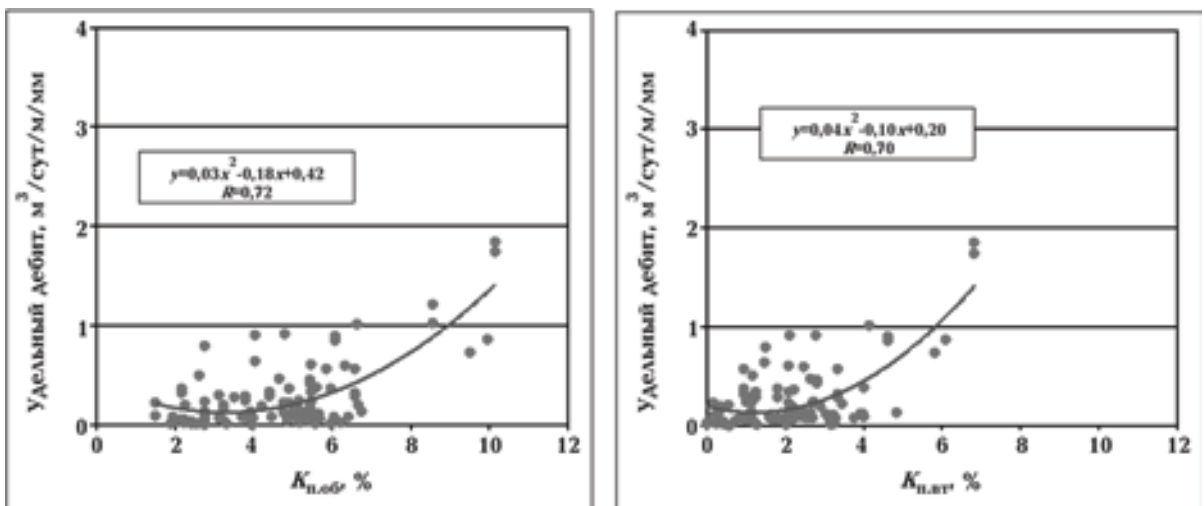 Удельный дебит, м³/сут/м/мм
4
3
2
1
0
y=0,03x²-0,18x+0,42
R=0,72
0 2 4 6 8 10 12
Kп.об, %
Удельный дебит, м³/сут/м/мм
4
3
2
1
0
y=0,04x²-0,10x+0,20
R=0,70
0 2 4 6 8 10 12
Kп.вт, %